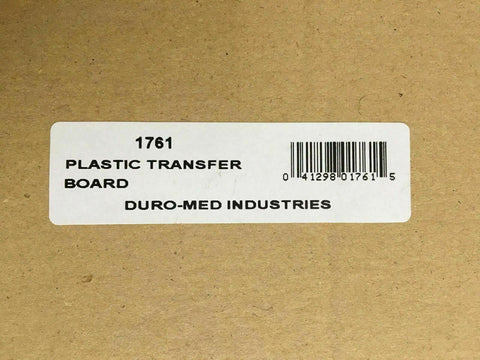 1761
PLASTIC TRANSFER
BOARD
DURO-MED INDUSTRIES
0 41298 01761 5